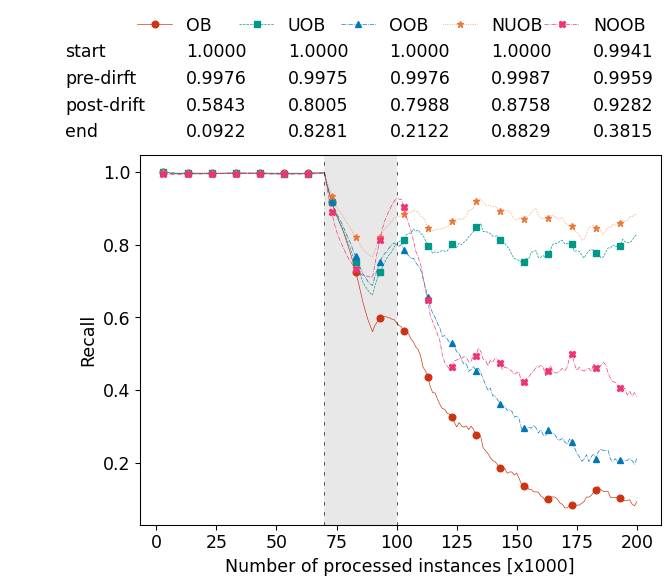 OB UOB OOB NUOB NOOB
start 1.0000 1.0000 1.0000 1.0000 0.9941
pre-dirft 0.9976 0.9975 0.9976 0.9987 0.9959
post-drift 0.5843 0.8005 0.7988 0.8758 0.9282
end 0.0922 0.8281 0.2122 0.8829 0.3815
1.0
0.8
0.6
0.4
0.2
Recall
0 25 50 75 100 125 150 175 200
Number of processed instances [x1000]